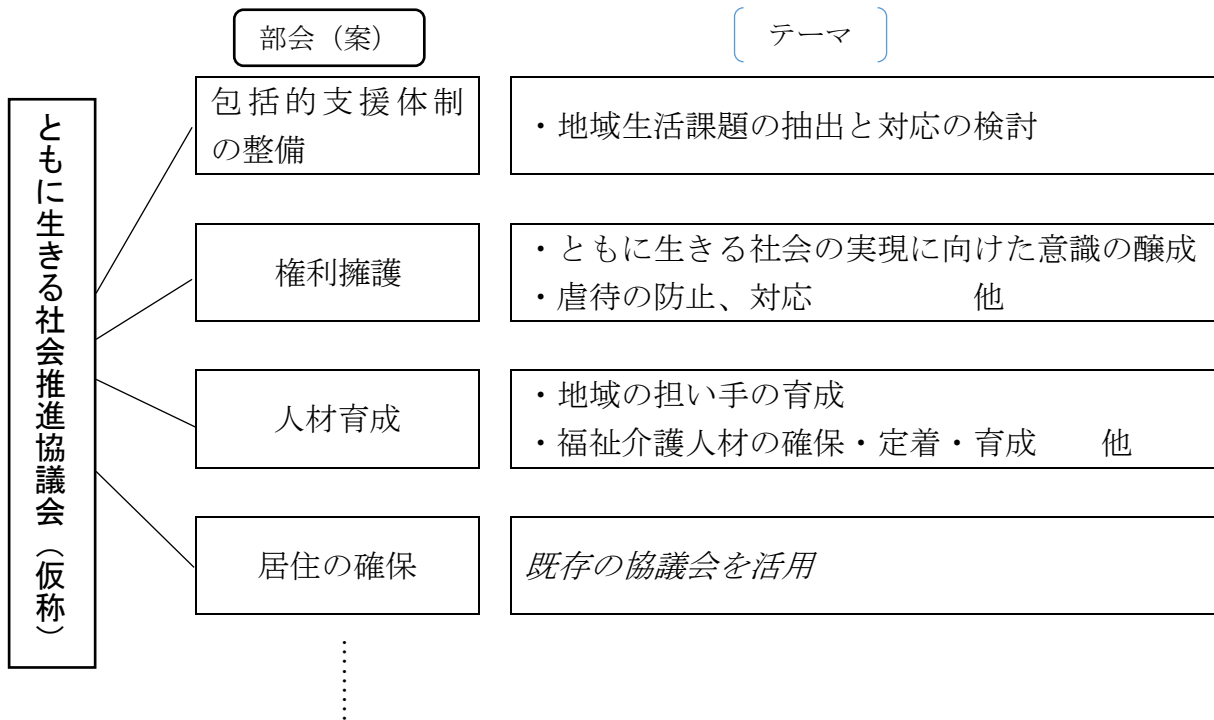 部会（案）
テーマ
ともに生きる社会推進協議会（仮称）
包括的支援体制
の整備
・地域生活課題の抽出と対応の検討
権利擁護
・ともに生きる社会の実現に向けた意識の醸成
・虐待の防止、対応　　　　　他
人材育成
・地域の担い手の育成
・福祉介護人材の確保・定着・育成　　他
居住の確保
既存の協議会を活用